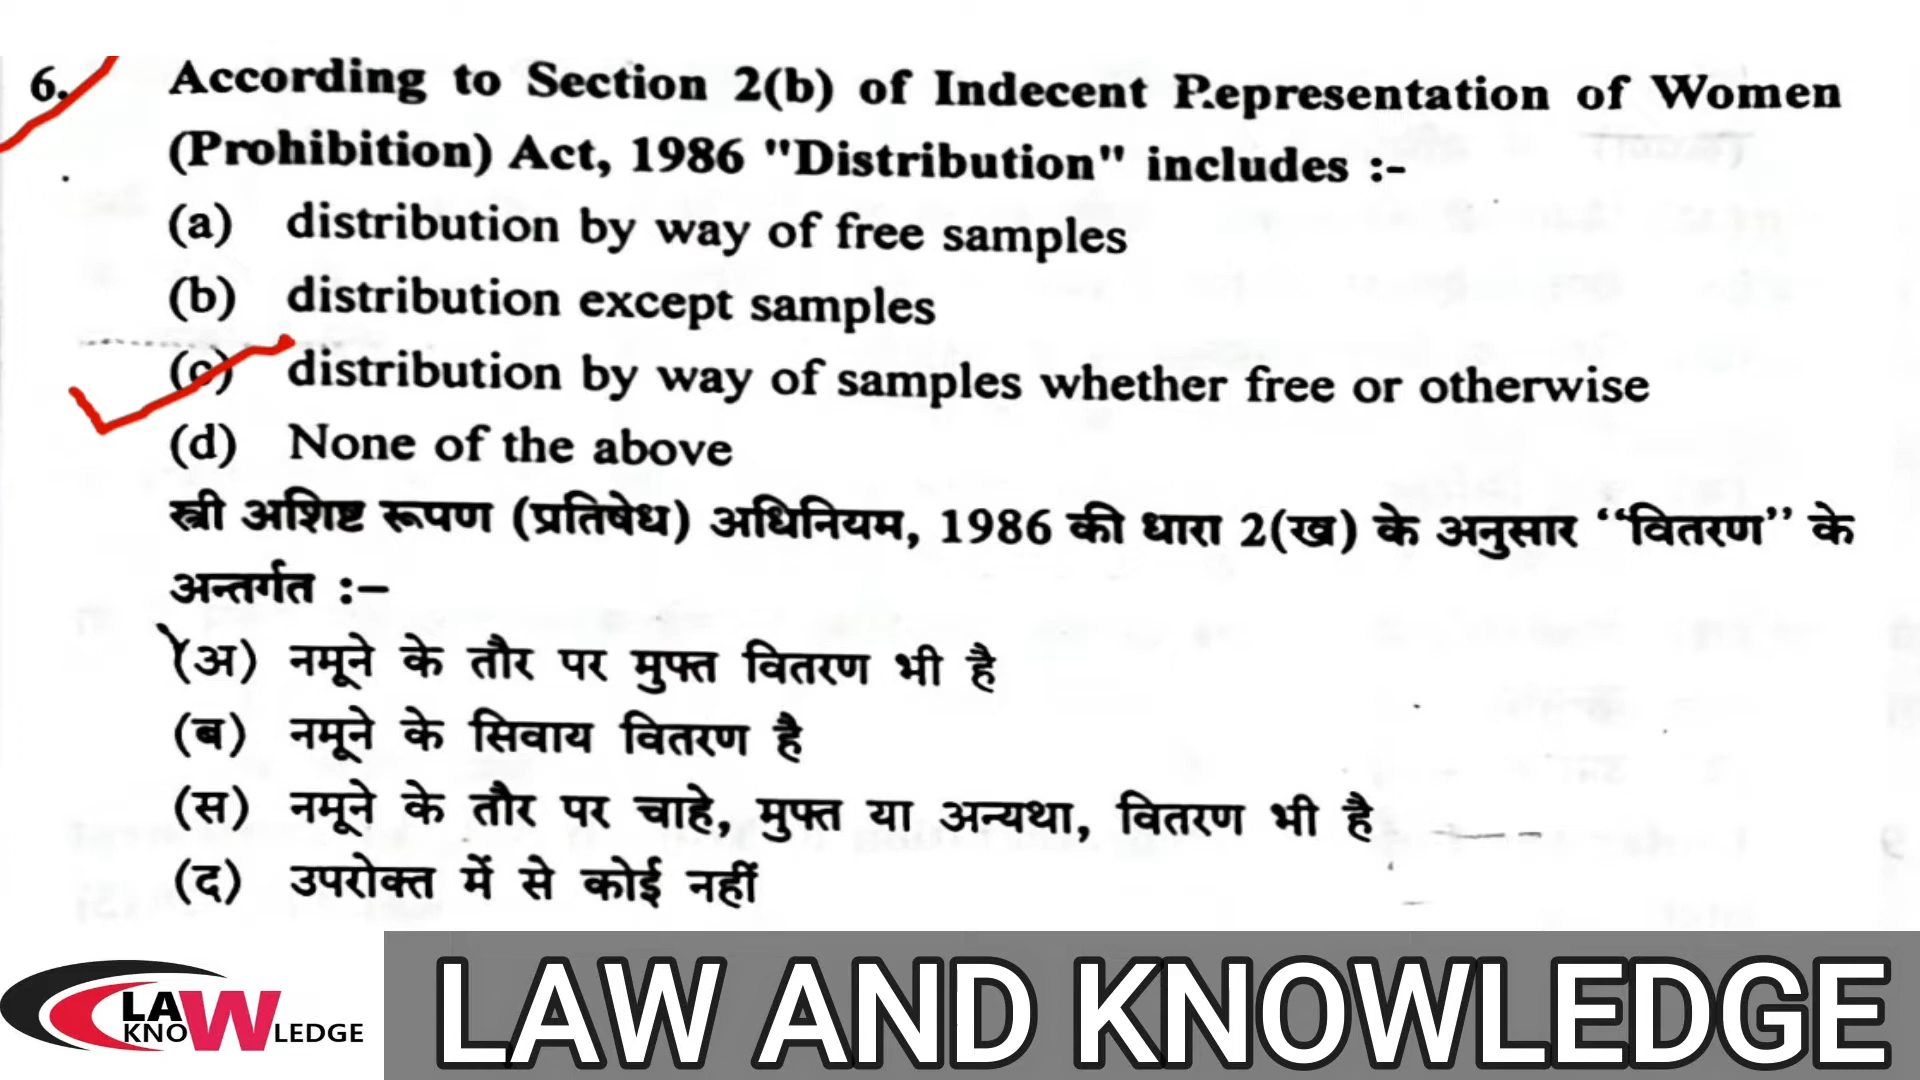 6. According to Section 2(b) of Indecent Representation of Women
(Prohibition) Act, 1986 "Distribution" includes :-
(a) distribution by way of free samples
(b) distribution except samples
(c) distribution by way of samples whether free or otherwise
(d) None of the above
स्त्री अशिष्ट रूपण (प्रतिषेध) अधिनियम, 1986 की धारा 2(ख) के अनुसार ‘‘वितरण’’ के
अन्तर्गत :–
(अ) नमूने के तौर पर मुफ्त वितरण भी है
(ब) नमूने के सिवाय वितरण है
(स) नमूने के तौर पर चाहे, मुफ्त या अन्यथा, वितरण भी है
(द) उपरोक्त में से कोई नहीं
LAW
KNOWLEDGE
LAW AND KNOWLEDGE